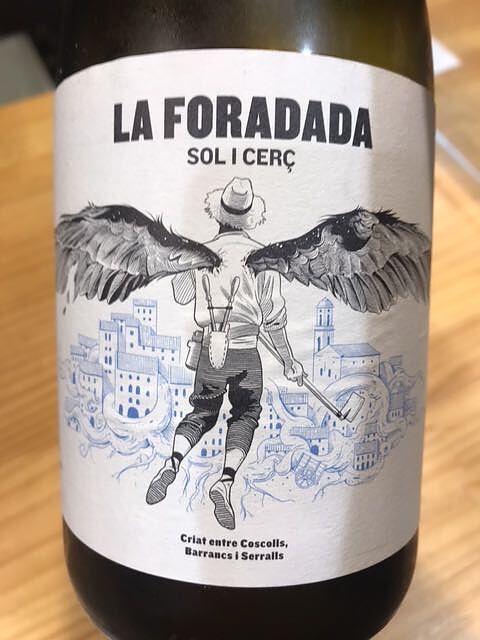 LA FORADADA
SOL I CERÇ
Criat entre Coscolls,
Barrancs i Serralls